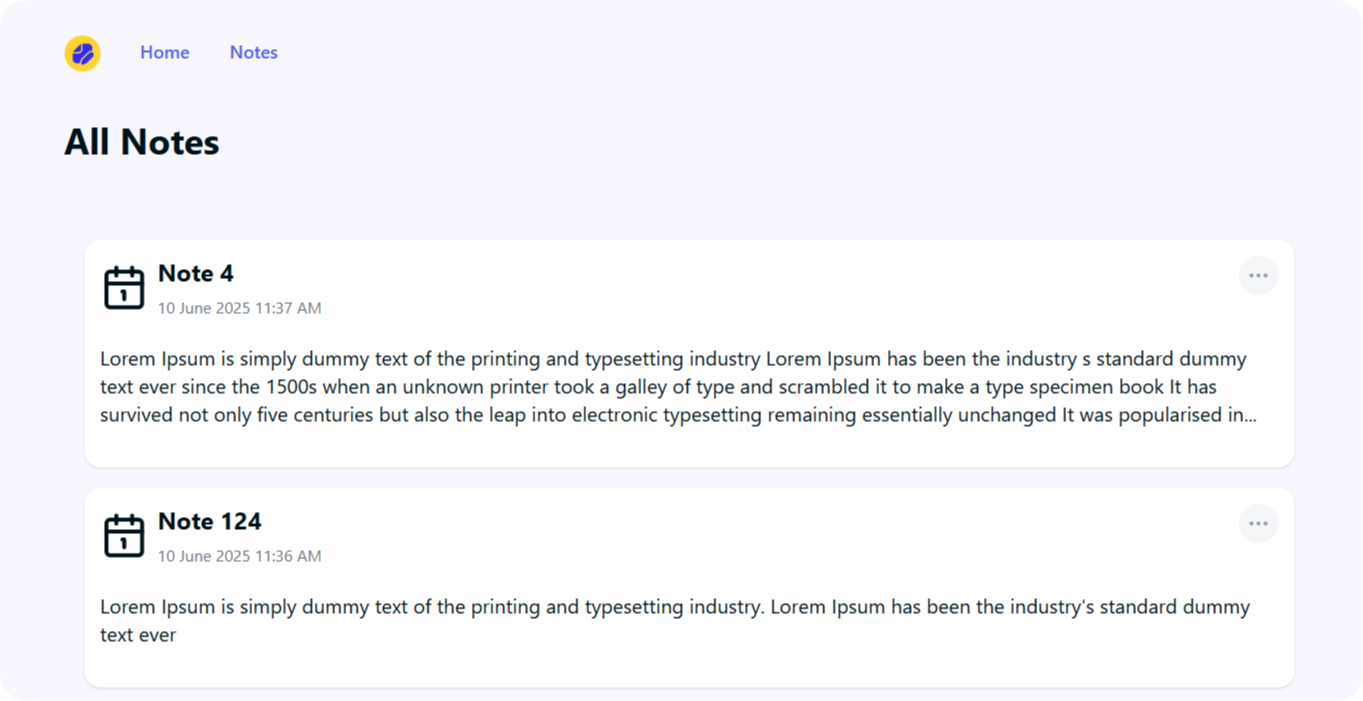 Home Notes
All Notes
Note 4
10 June 2025 11:37 AM
Lorem Ipsum is simply dummy text of the printing and typesetting industry Lorem Ipsum has been the industry s standard dummy
text ever since the 1500s when an unknown printer took a galley of type and scrambled it to make a type specimen book It has
survived not only five centuries but also the leap into electronic typesetting remaining essentially unchanged It was popularised in...
Note 124
10 June 2025 11:36 AM
Lorem Ipsum is simply dummy text of the printing and typesetting industry. Lorem Ipsum has been the industry's standard dummy
text ever